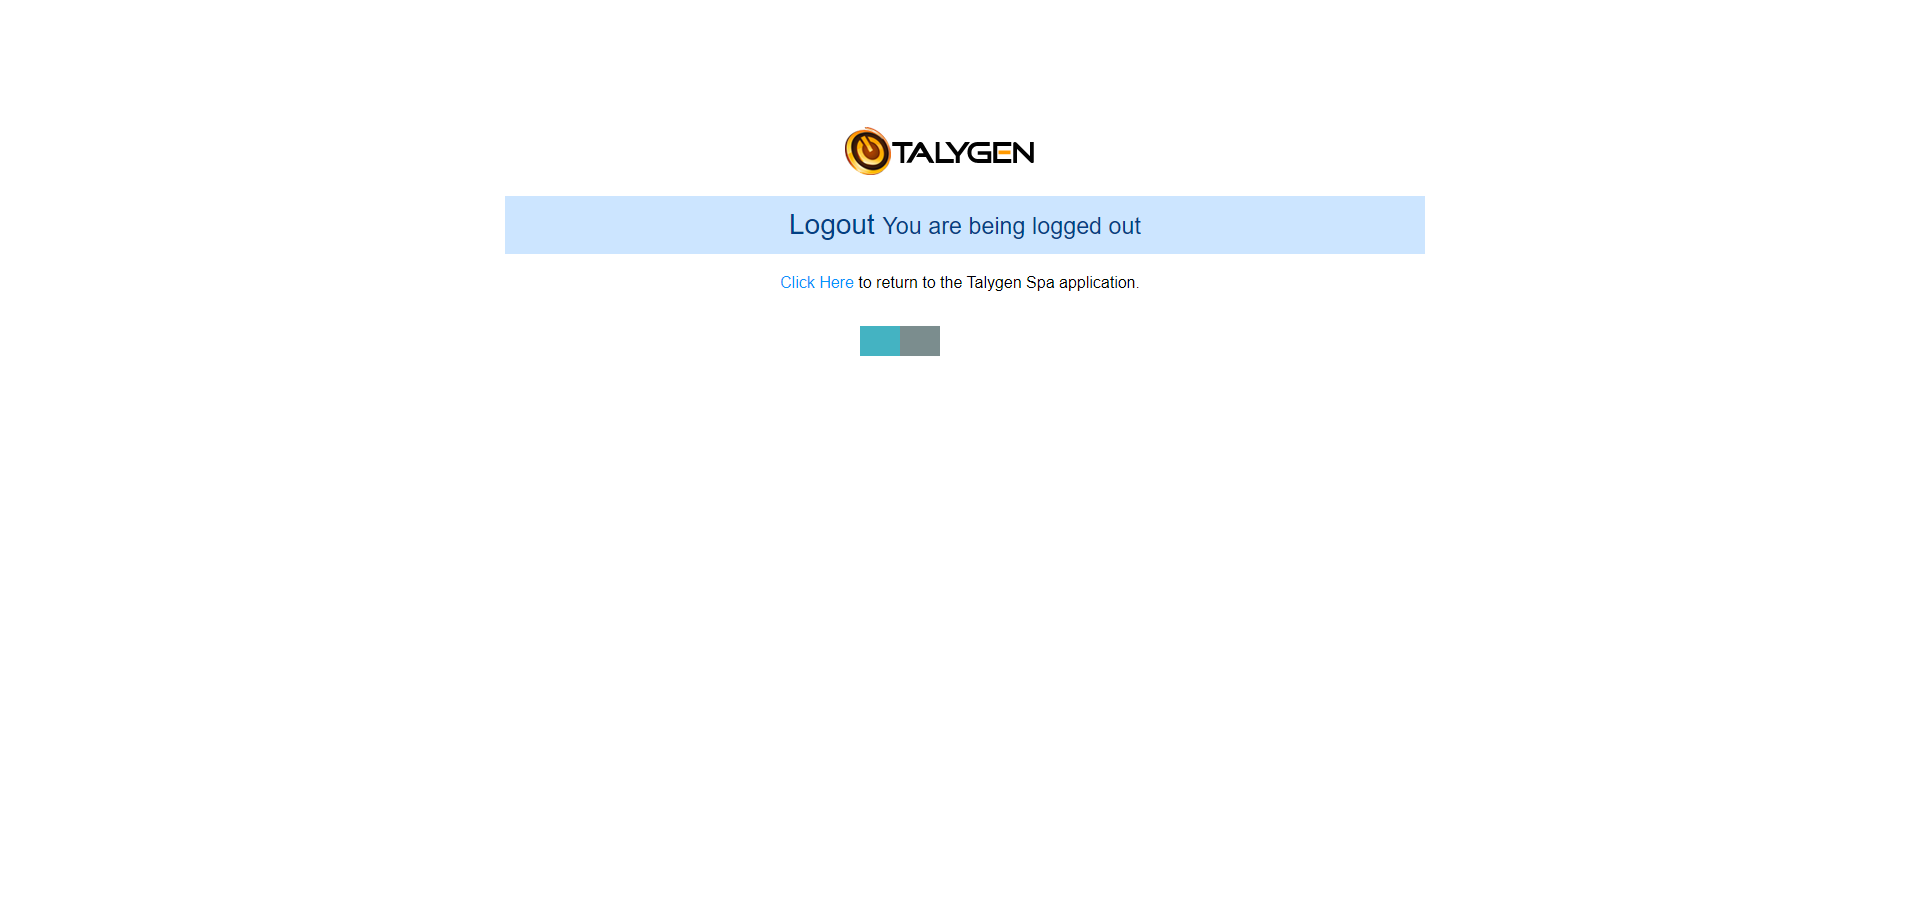 TALYGEN
Logout You are being logged out
Click Here to return to the Talygen Spa application.